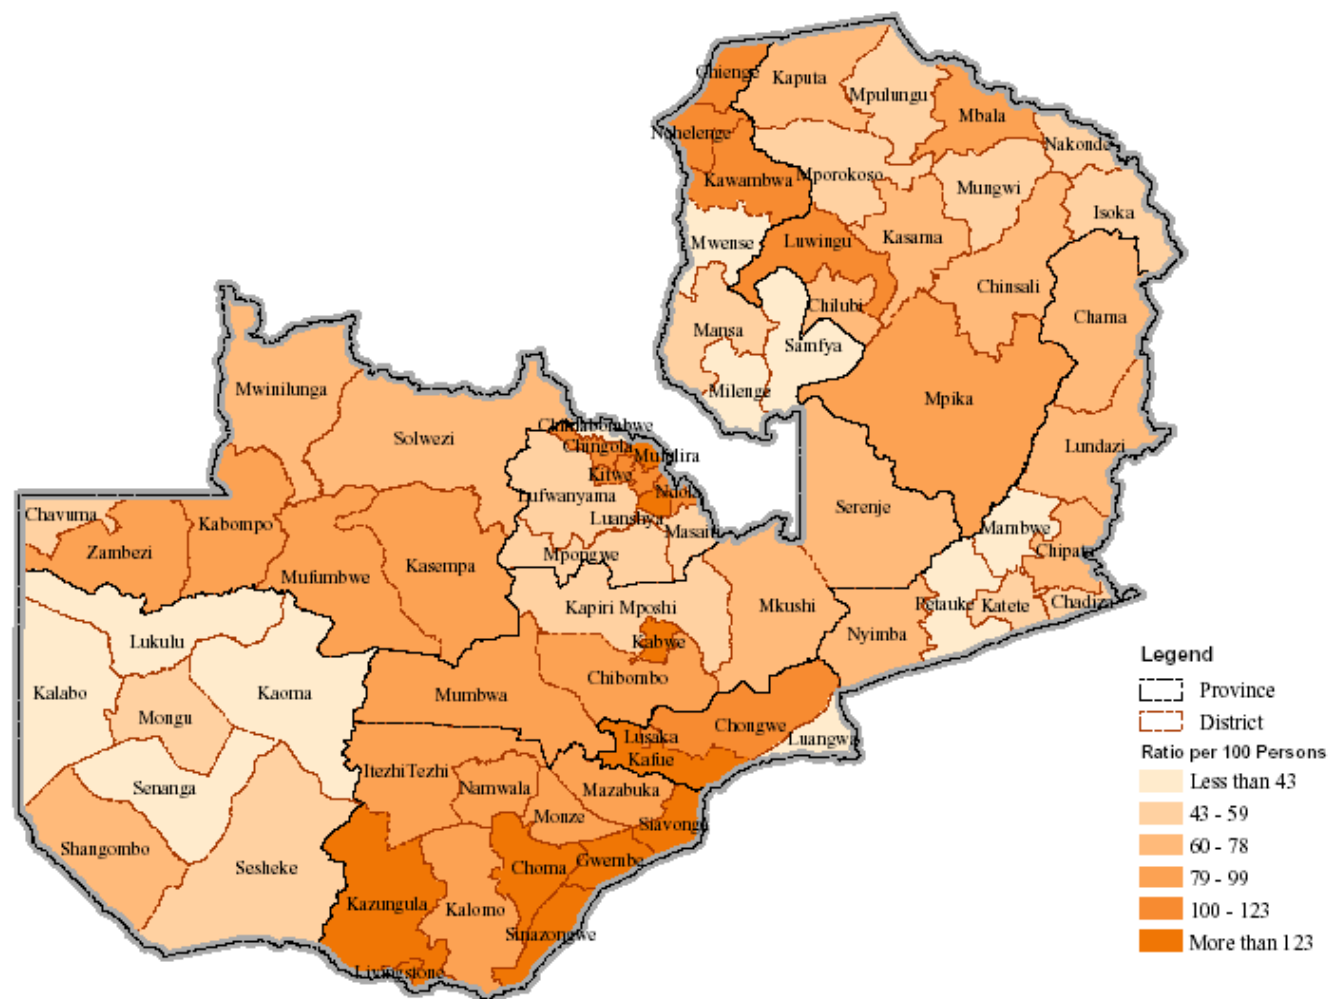 Chienge
Kaputa
Mpulungu
Mbala
Nchelenge
Nakonde
Kawambwa
Mporokoso
Mungwi
Isoka
Mwense
Luwingu
Kasama
Chinsali
Chilubi
Chama
Mansa
Samfya
Milenge
Mpika
Mwinilunga
Solwezi
Chililabombwe
Chingola
Mufulira
Lundazi
Kitwe
Ndola
Lufwanyama
Serenje
Chavuma
Kabompo
Luanshya
Masaiti
Mambwe
Zambezi
Mpongwe
Chipata
Mufumbwe
Kasempa
Kapiri Mposhi
Mkushi
Petauke
Katete
Chadiza
Lukulu
Kabwe
Nyimba
Kalabo
Kaoma
Mumbwa
Chibombo
Mongu
Chongwe
Lusaka
Luangwa
Kafue
Senanga
ItezhiTezhi
Namwala
Mazabuka
Monze
Siavonga
Shangombo
Sesheke
Choma
Gwembe
Kazungula
Kalomo
Sinazongwe
Livingstone
Legend
Province
District
Ratio per 100 Persons
Less than 43
43 - 59
60 - 78
79 - 99
100 - 123
More than 123